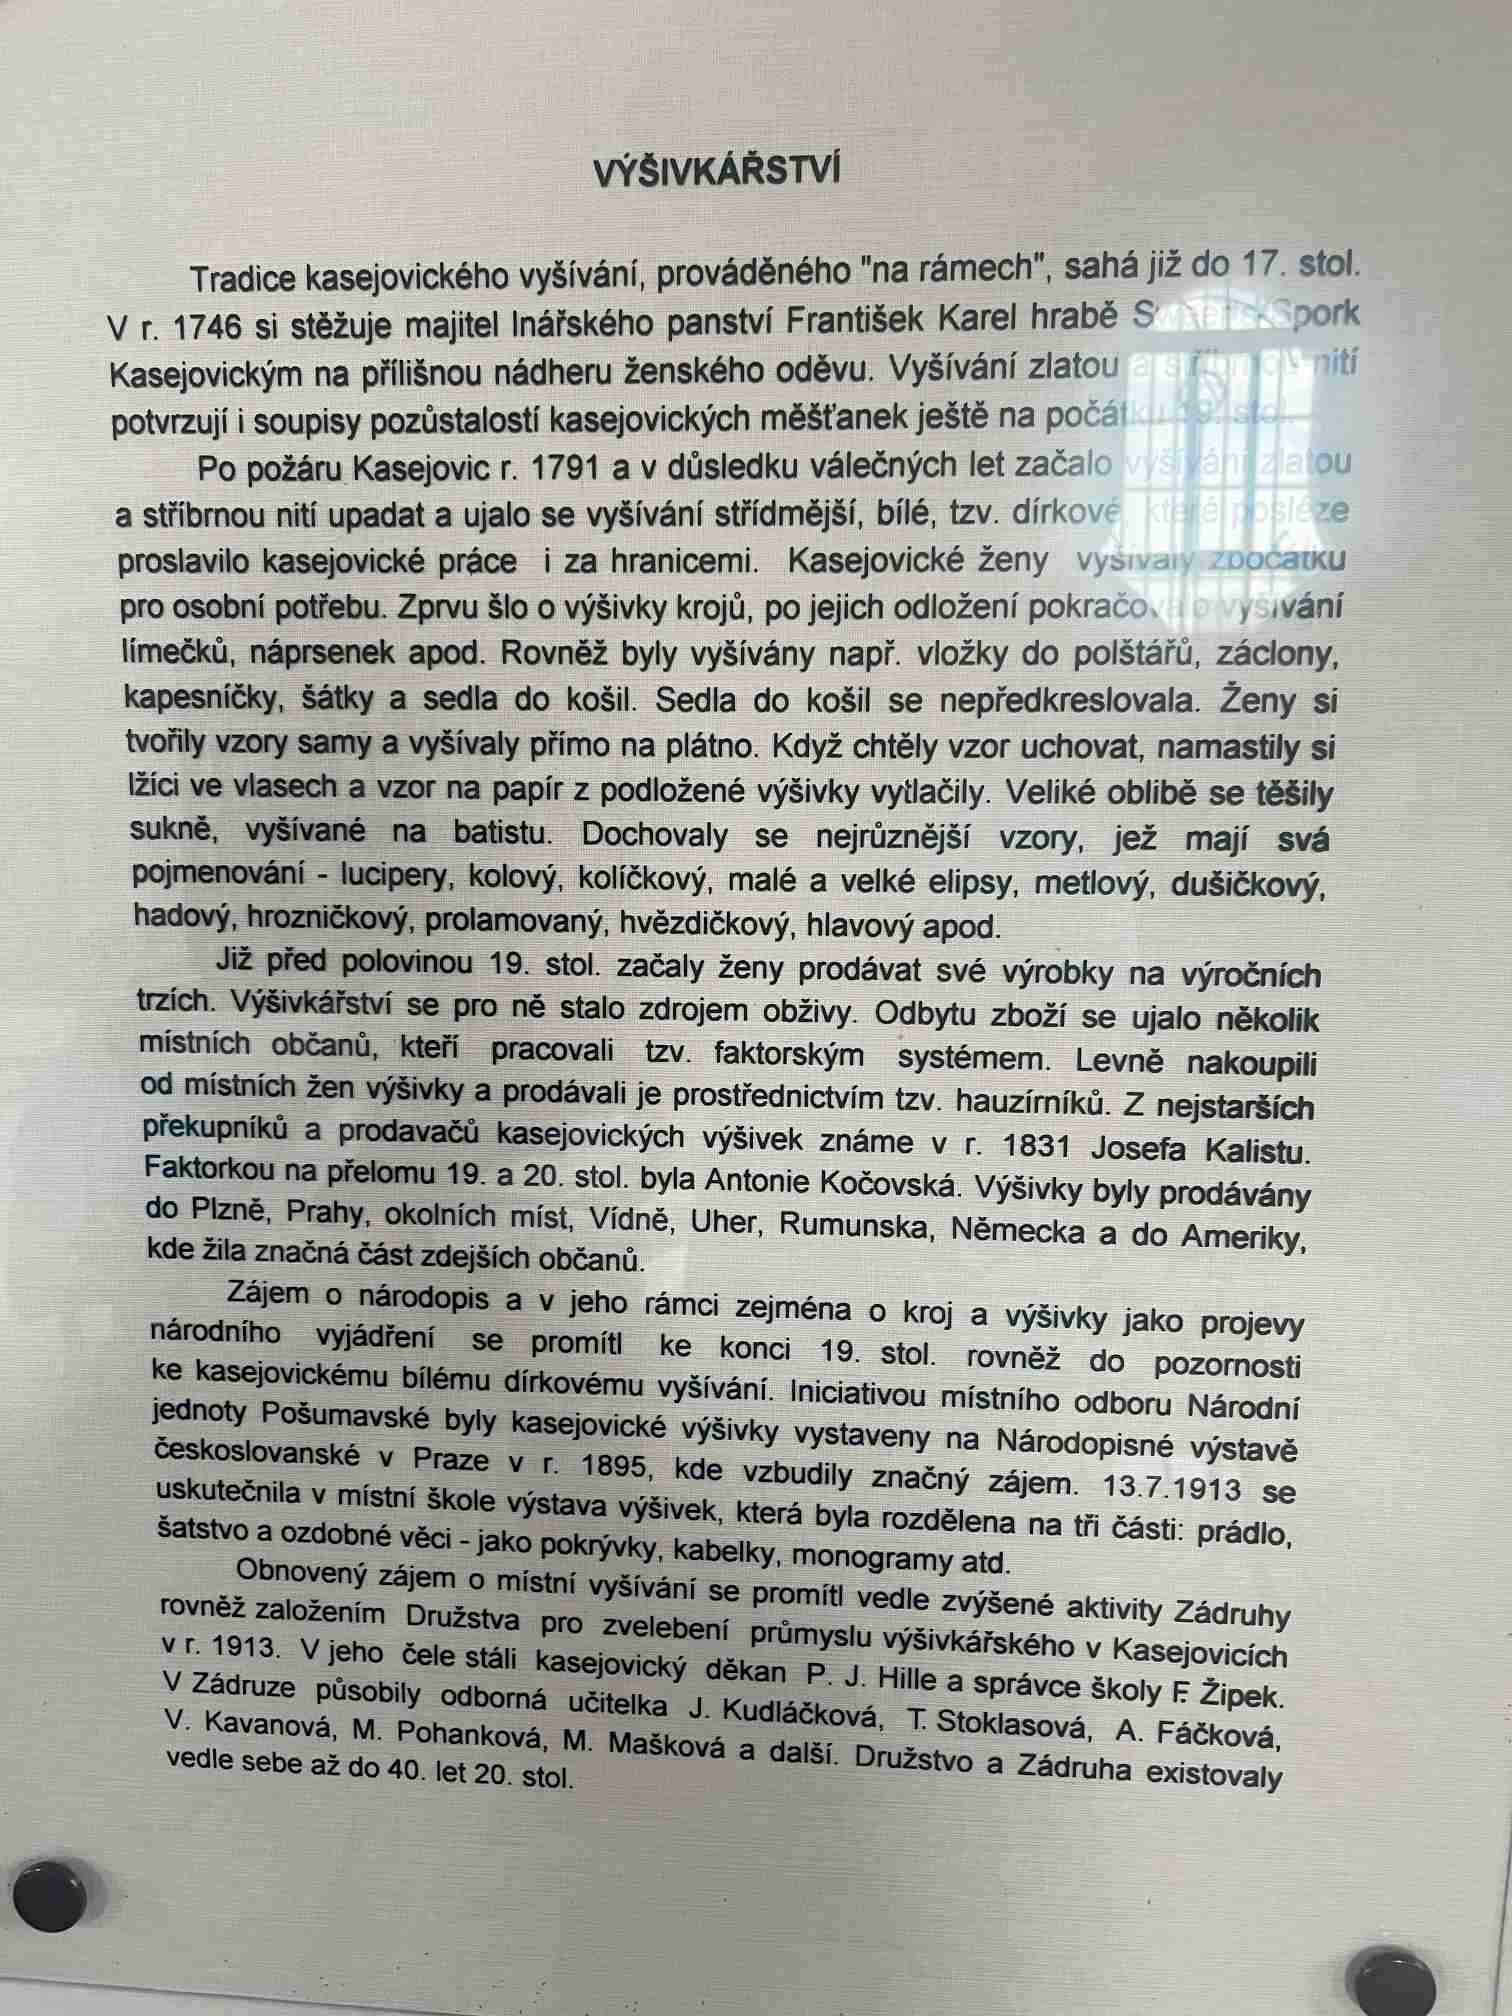 VÝŠIVKÁŘSTVÍ
Tradice kasejovického vyšívání, prováděného "na rámech", sahá již do 17. stol.
V r. 1746 si stěžuje majitel lnářského panství František Karel hrabě Sweerts-Spork
Kasejovickým na přílišnou nádheru ženského oděvu. Vyšívání zlatou a stříbrnou nití
potvrzují i soupisy pozůstalostí kasejovických měšťanek ještě na počátku 19. stol.
Po požáru Kasejovic r. 1791 a v důsledku válečných let začalo vyšívání zlatou
a stříbrnou nití upadat a ujalo se vyšívání střídmější, bílé, tzv. dírkové, které posléze
proslavilo kasejovické práce i za hranicemi. Kasejovické ženy vyšívaly zpočátku
pro osobní potřebu. Zprvu šlo o výšivky krojů, po jejich odložení pokračovalo vyšívání
límečků, náprsenek apod. Rovněž byly vyšívány např. vložky do polštářů, záclony,
kapesníčky, šátky a sedla do košil. Sedla do košil se nepředkreslovala. Ženy si
tvořily vzory samy a vyšívaly přímo na plátno. Když chtěly vzor uchovat, namastily si
lžíci ve vlasech a vzor na papír z podložené výšivky vytlačily. Veliké oblibě se těšily
sukně, vyšívané na batistu. Dochovaly se nejrůznější vzory, jež mají svá
pojmenování - lucipery, kolový, kolíčkový, malé a velké elipsy, metlový, dušičkový,
hadový, hrozničkový, prolamovaný, hvězdičkový, hlavový apod.
Již před polovinou 19. stol. začaly ženy prodávat své výrobky na výročních
trzích. Výšivkářství se pro ně stalo zdrojem obživy. Odbytu zboží se ujalo několik
místních občanů, kteří pracovali tzv. faktorským systémem. Levně nakoupili
od místních žen výšivky a prodávali je prostřednictvím tzv. hauzírníků. Z nejstarších
překupníků a prodavačů kasejovických výšivek známe v r. 1831 Josefa Kalistu.
Faktorkou na přelomu 19. a 20. stol. byla Antonie Kočovská. Výšivky byly prodávány
do Plzně, Prahy, okolních míst, Vídně, Uher, Rumunska, Německa a do Ameriky,
kde žila značná část zdejších občanů.
Zájem o národopis a v jeho rámci zejména o kroj a výšivky jako projevy
národního vyjádření se promítl ke konci 19. stol. rovněž do pozornosti
ke kasejovickému bílému dírkovému vyšívání. Iniciativou místního odboru Národní
jednoty Pošumavské byly kasejovické výšivky vystaveny na Národopisné výstavě
československé v Praze v r. 1895, kde vzbudily značný zájem. 13.7.1913 se
uskutečnila v místní škole výstava výšivek, která byla rozdělena na tři části: prádlo,
šatstvo a ozdobné věci - jako pokrývky, kabelky, monogramy atd.
Obnovený zájem o místní vyšívání se promítl vedle zvýšené aktivity Zádruhy
rovněž založením Družstva pro zvelebení průmyslu výšivkářského v Kasejovicích
v r. 1913. V jeho čele stáli kasejovický děkan P. J. Hille a správce školy F. Žipek.
V Zádruze působily odborná učitelka J. Kudláčková, T. Stoklasová, A. Fáčková,
V. Kavanová, M. Pohanková, M. Mašková a další. Družstvo a Zádruha existovaly
vedle sebe až do 40. let 20. stol.